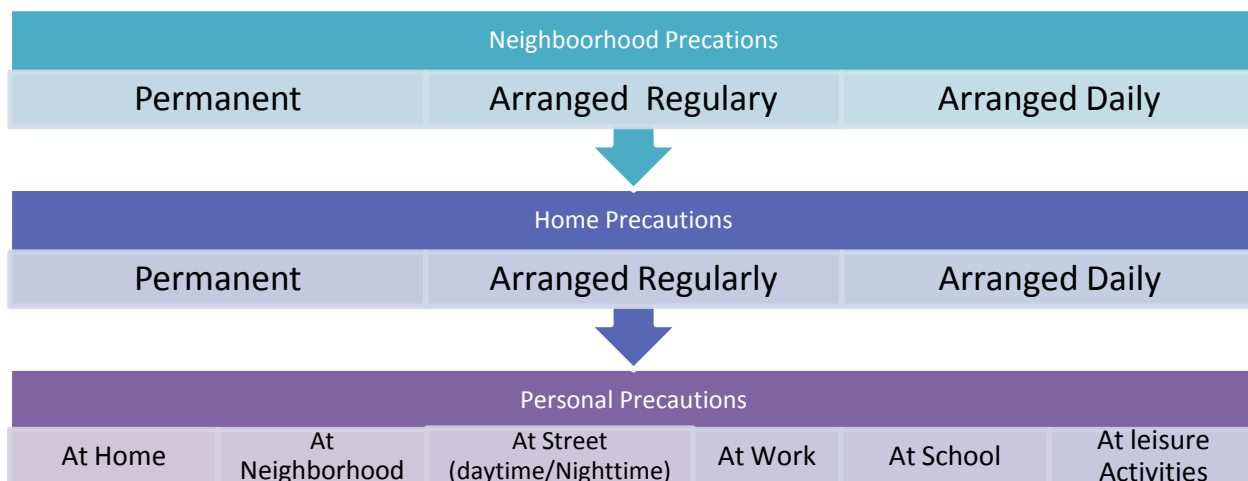 Neighboorhood Precations
Permanent
Arranged Regulary
Arranged Daily
Home Precautions
Permanent
Arranged Regularly
Arranged Daily
Personal Precautions
At Home
At
Neighborhood
At Street
(daytime/Nighttime)
At Work
At School
At leisure
Activities